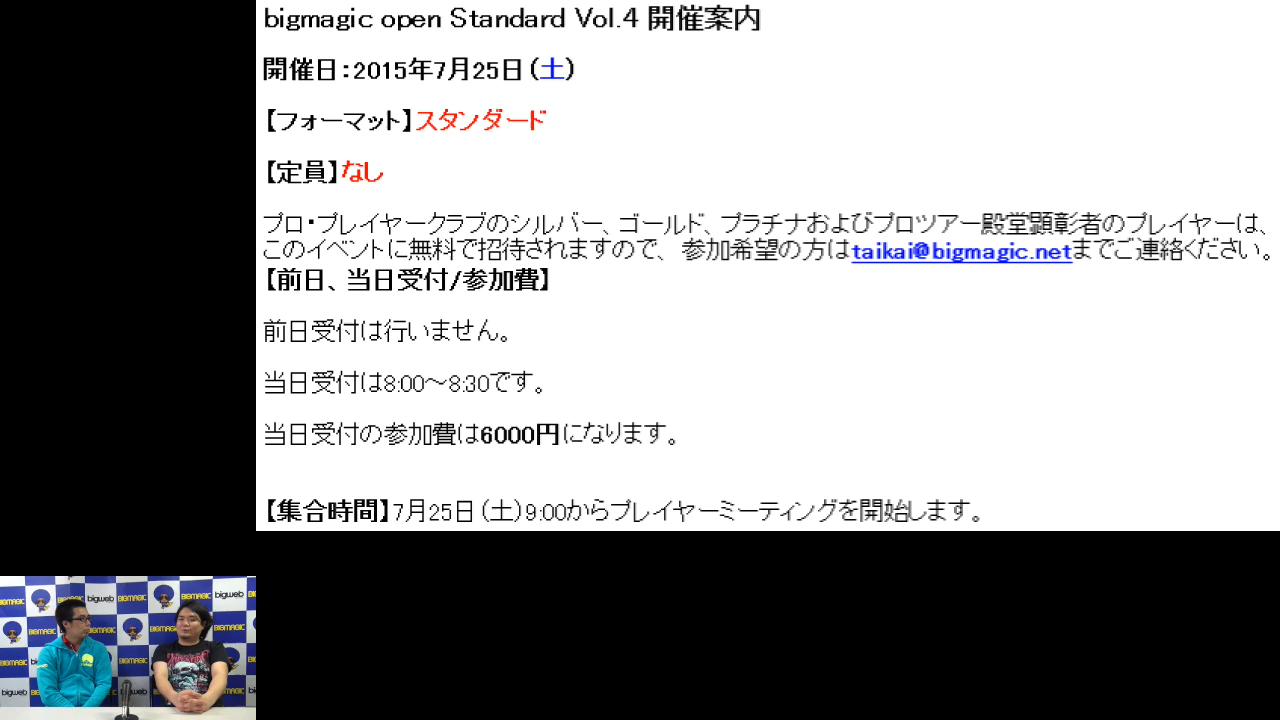 bigmagic open Standard Vol.4 開催案内
開催日：2015年7月25日（土）
【フォーマット】スタンダード
【定員】なし
プロ・プレイヤークラブのシルバー、ゴールド、プラチナおよびプロツアー殿堂顕彰者のプレイヤーは、
このイベントに無料で招待されますので、参加希望の方はtaikai@bigmagic.netまでご連絡ください。
【前日、当日受付/参加費】
前日受付は行いません。
当日受付は8:00～8:30です。
当日受付の参加費は6000円になります。
【集合時間】7月25日（土）9:00からプレイヤーミーティングを開始します。
BIGMAGIC bigweb BIGMAGIC bigweb
BIGMAGIC BIGMAGIC BIGMAGIC
BIGMAGIC BIGMAGIC
bigweb BIGMAGIC bigweb BIGMAGIC